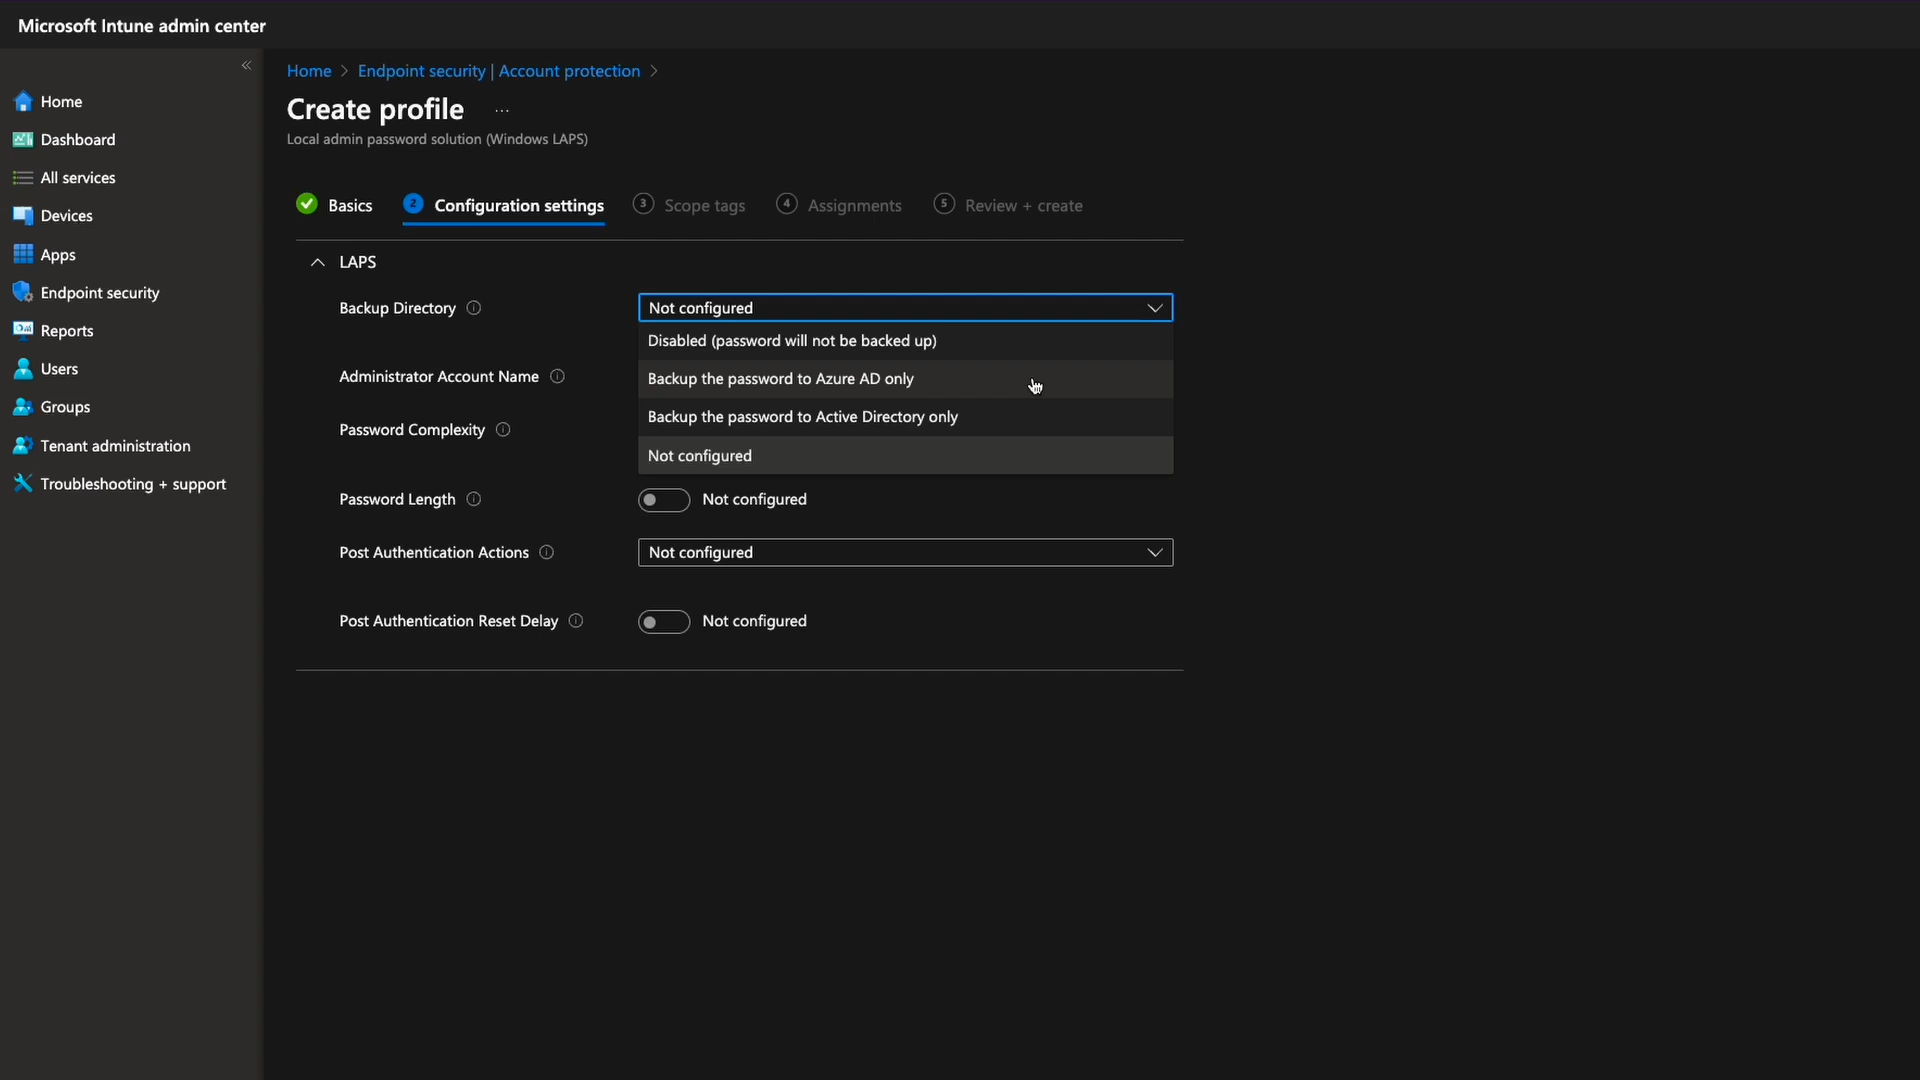 Microsoft Intune admin center
«
Home
Dashboard
All services
Devices
Apps
Endpoint security
Reports
Users
Groups
Tenant administration
Troubleshooting + support
Home > Endpoint security | Account protection >
Create profile ...
Local admin password solution (Windows LAPS)
Basics 2 Configuration settings 3 Scope tags 4 Assignments 5 Review + create
LAPS
Backup Directory Not configured
Disabled (password will not be backed up)
Administrator Account Name Backup the password to Azure AD only
Backup the password to Active Directory only
Password Complexity
Not configured
Password Length Not configured
Post Authentication Actions Not configured
Post Authentication Reset Delay Not configured